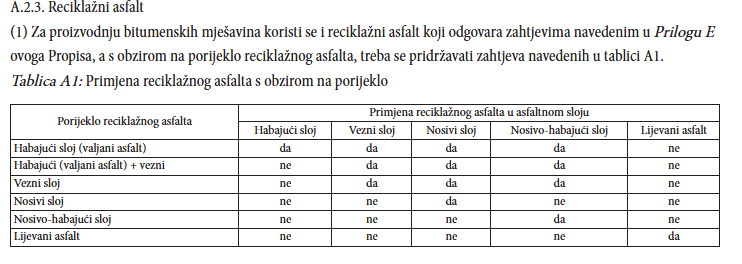 A.2.3. Reciklažni asfalt
(1) Za proizvodnju bitumenskih mješavina koristi se i reciklažni asfalt koji odgovara zahtjevima navedenim u Prilogu E
ovoga Propisa, a s obzirom na porijeklo reciklažnog asfalta, treba se pridržavati zahtjeva navedenih u tablici A1.
Tablica A1: Primjena reciklažnog asfalta s obzirom na porijeklo
Porijeklo reciklažnog asfalta Primjena reciklažnog asfalta u asfaltnom sloju
Habajući sloj Vezni sloj Nosivi sloj Nosivo-habajući sloj Lijevani asfalt
Habajući sloj (valjani asfalt) da da da da ne
Habajući (valjani asfalt) + vezni ne da da da ne
Vezni sloj ne da da da ne
Nosivi sloj ne ne da ne ne
Nosivo-habajući sloj ne ne ne da ne
Lijevani asfalt ne ne ne ne da